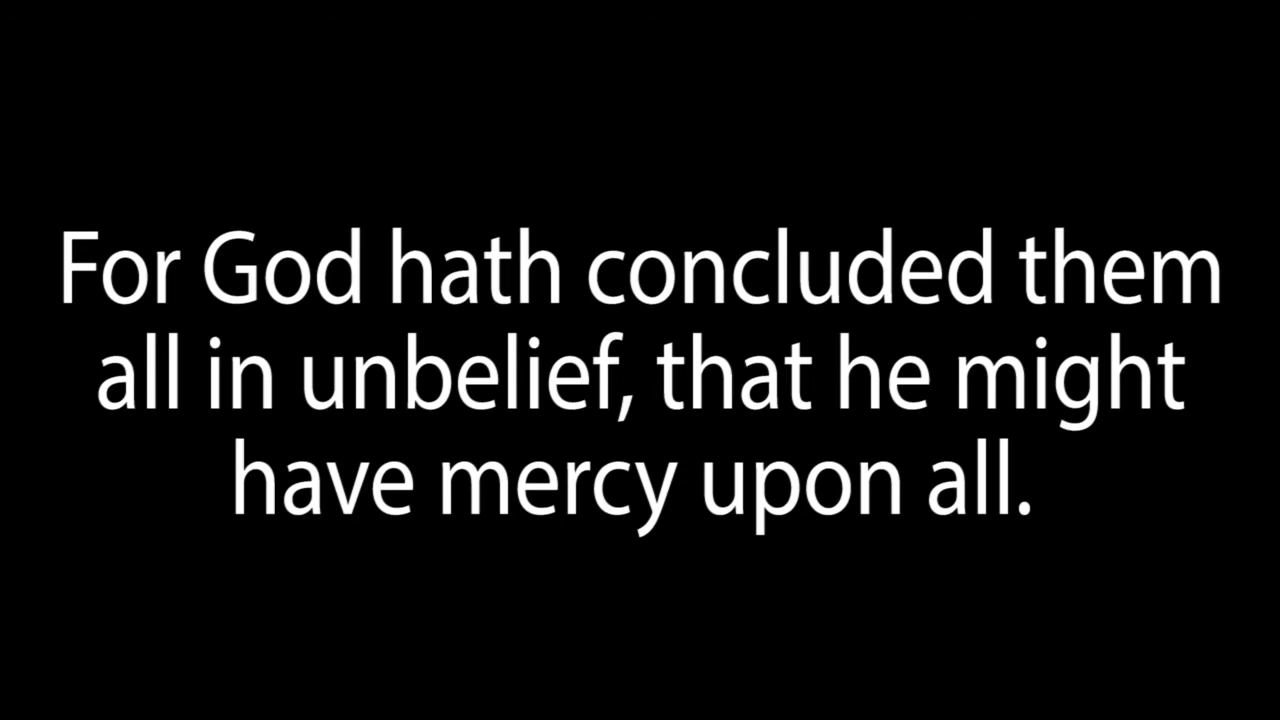 For God hath concluded them
all in unbelief, that he might
have mercy upon all.